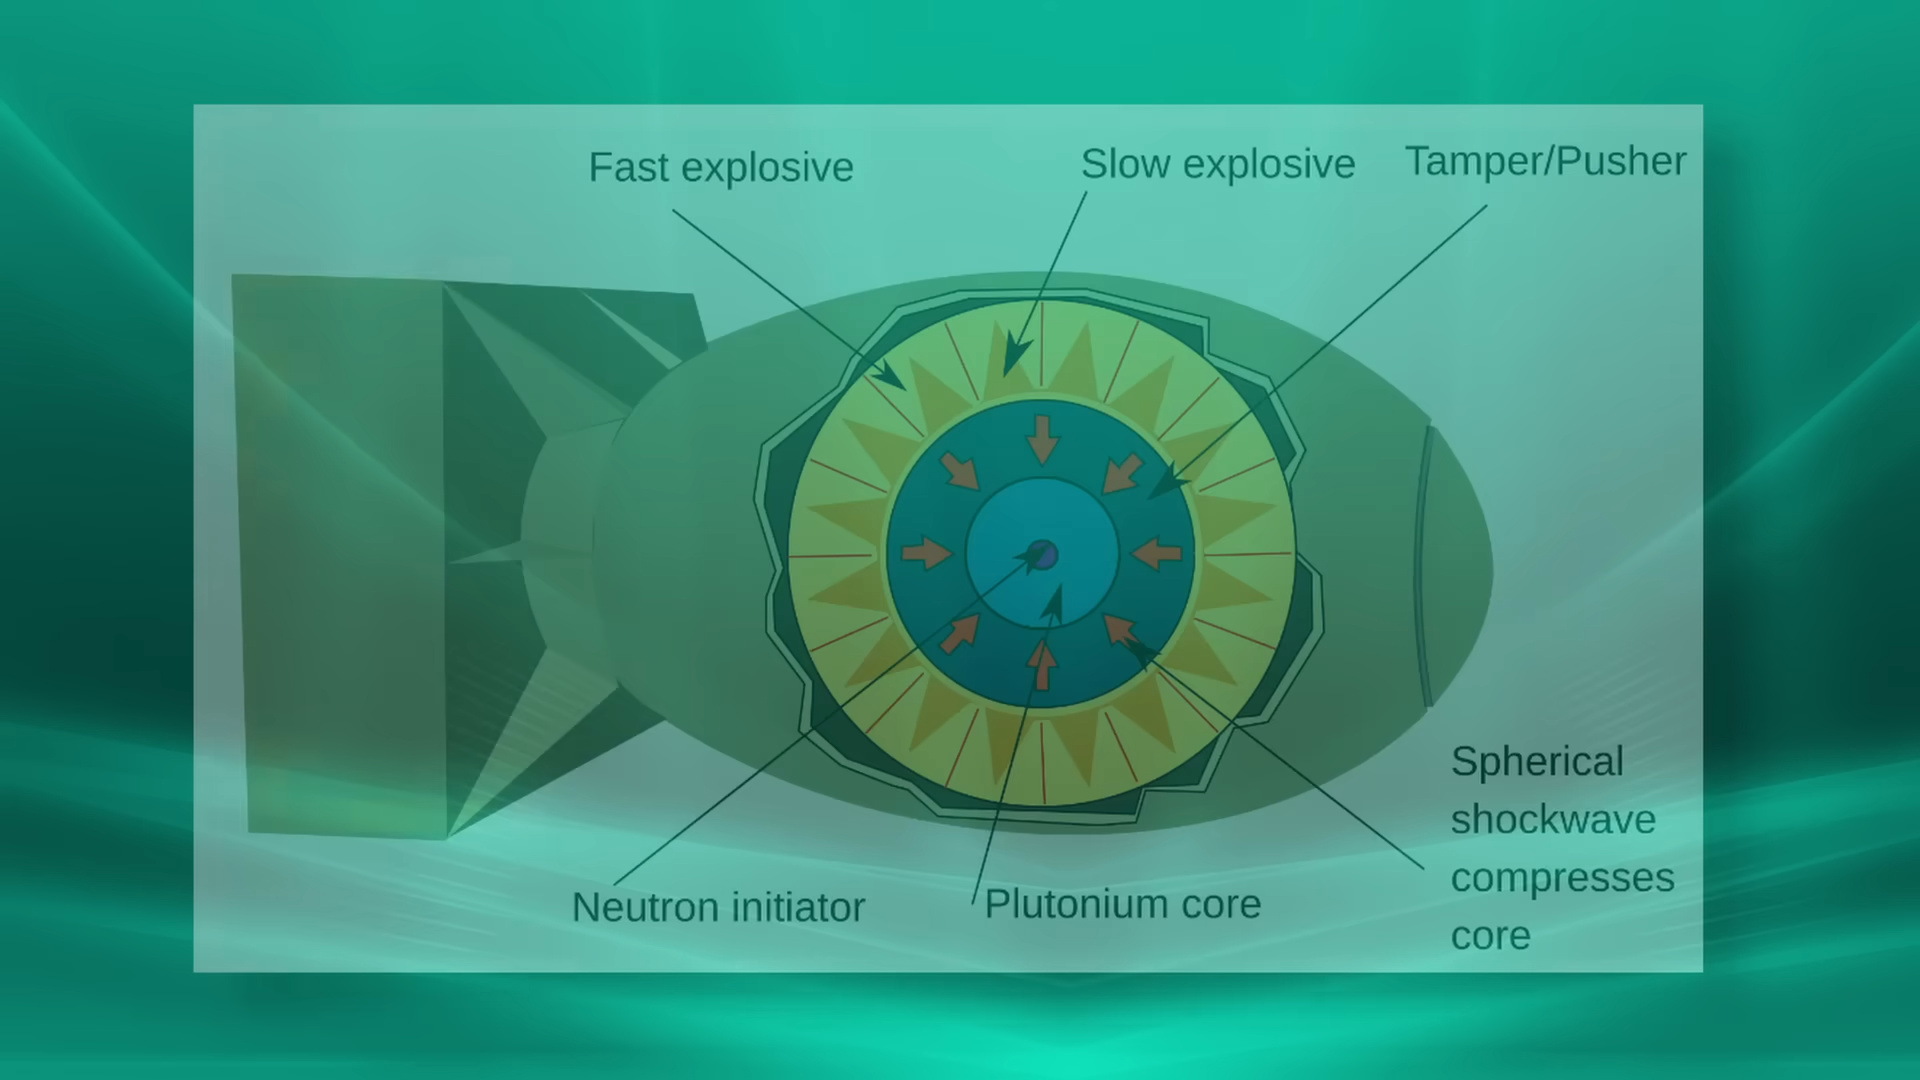 Fast explosive
Slow explosive
Tamper/Pusher
Neutron initiator
Plutonium core
Spherical
shockwave
compresses
core